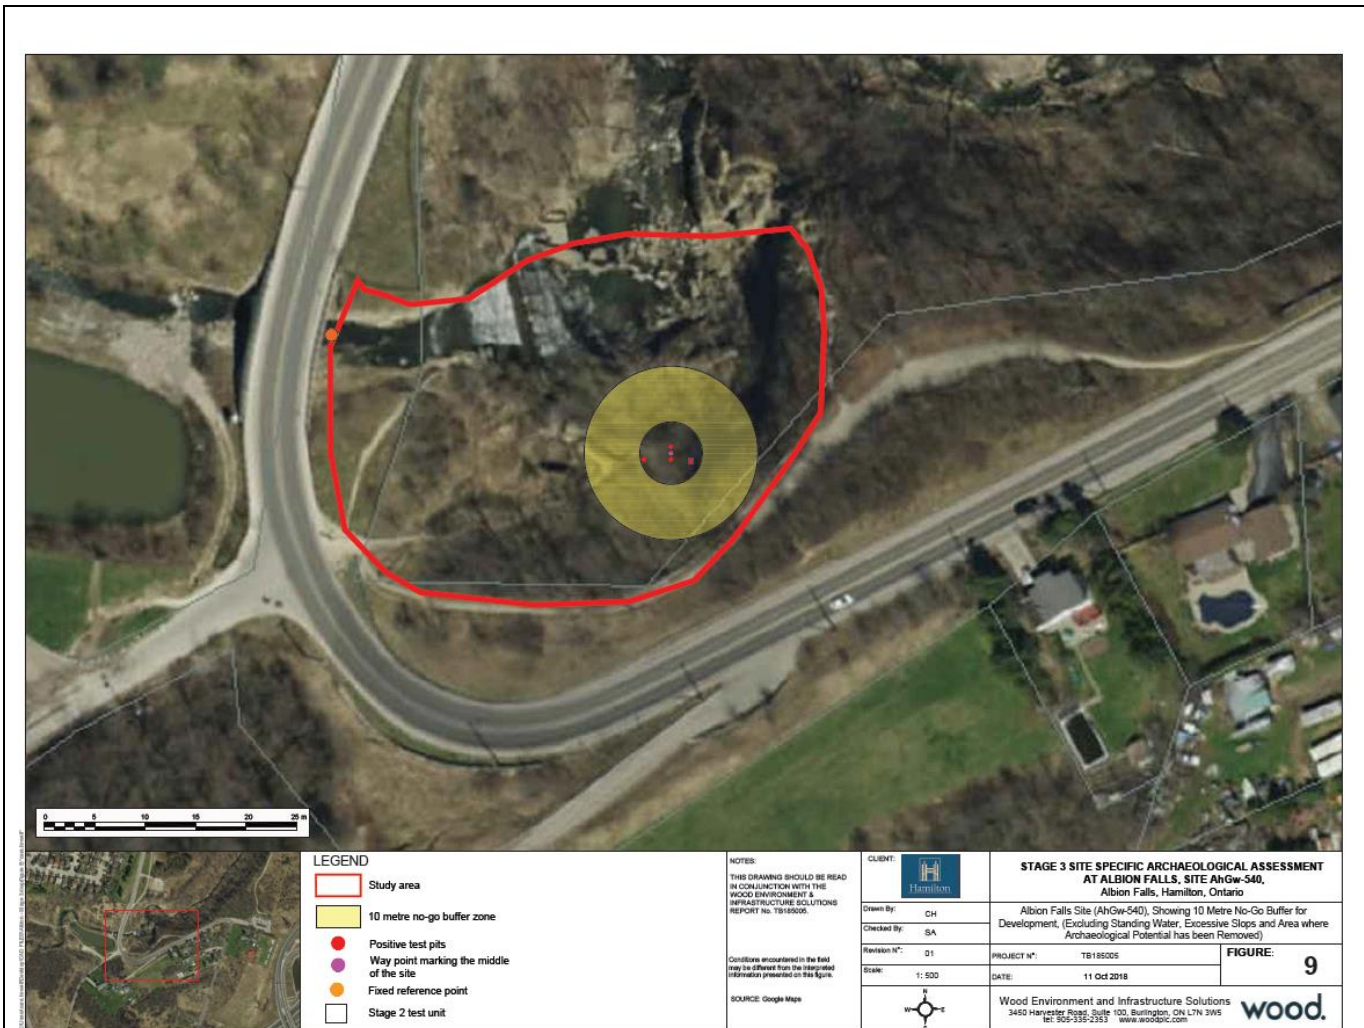 0 5 10 15 20 25 m
LEGEND
Study area
10 metre no-go buffer zone
Positive test pits
Way point marking the middle
of the site
Fixed reference point
Stage 2 test unit
NOTES:
THIS DRAWING SHOULD BE READ
IN CONJUNCTION WITH THE
WOOD ENVIRONMENT &
INFRASTRUCTURE SOLUTIONS
REPORT No. TB185005.
Conditions encountered in the field
may be different from the interpreted
information presented on this figure.
SOURCE: Google Maps
CLIENT:
Hamilton
Drawn By: CH
Checked By: SA
Revision N°: 01
Scale: 1: 500
N
W E
S
STAGE 3 SITE SPECIFIC ARCHAEOLOGICAL ASSESSMENT
AT ALBION FALLS, SITE AhGw-540,
Albion Falls, Hamilton, Ontario
Albion Falls Site (AhGw-540), Showing 10 Metre No-Go Buffer for
Development, (Excluding Standing Water, Excessive Slops and Area where
Archaeological Potential has been Removed)
PROJECT N°: TB185005
DATE: 11 Oct 2018
FIGURE: 9
Wood Environment and Infrastructure Solutions
3450 Harvester Road, Suite 100, Burlington, ON L7N 3W5
tel: 905-335-2353 www.woodplc.com
wood.